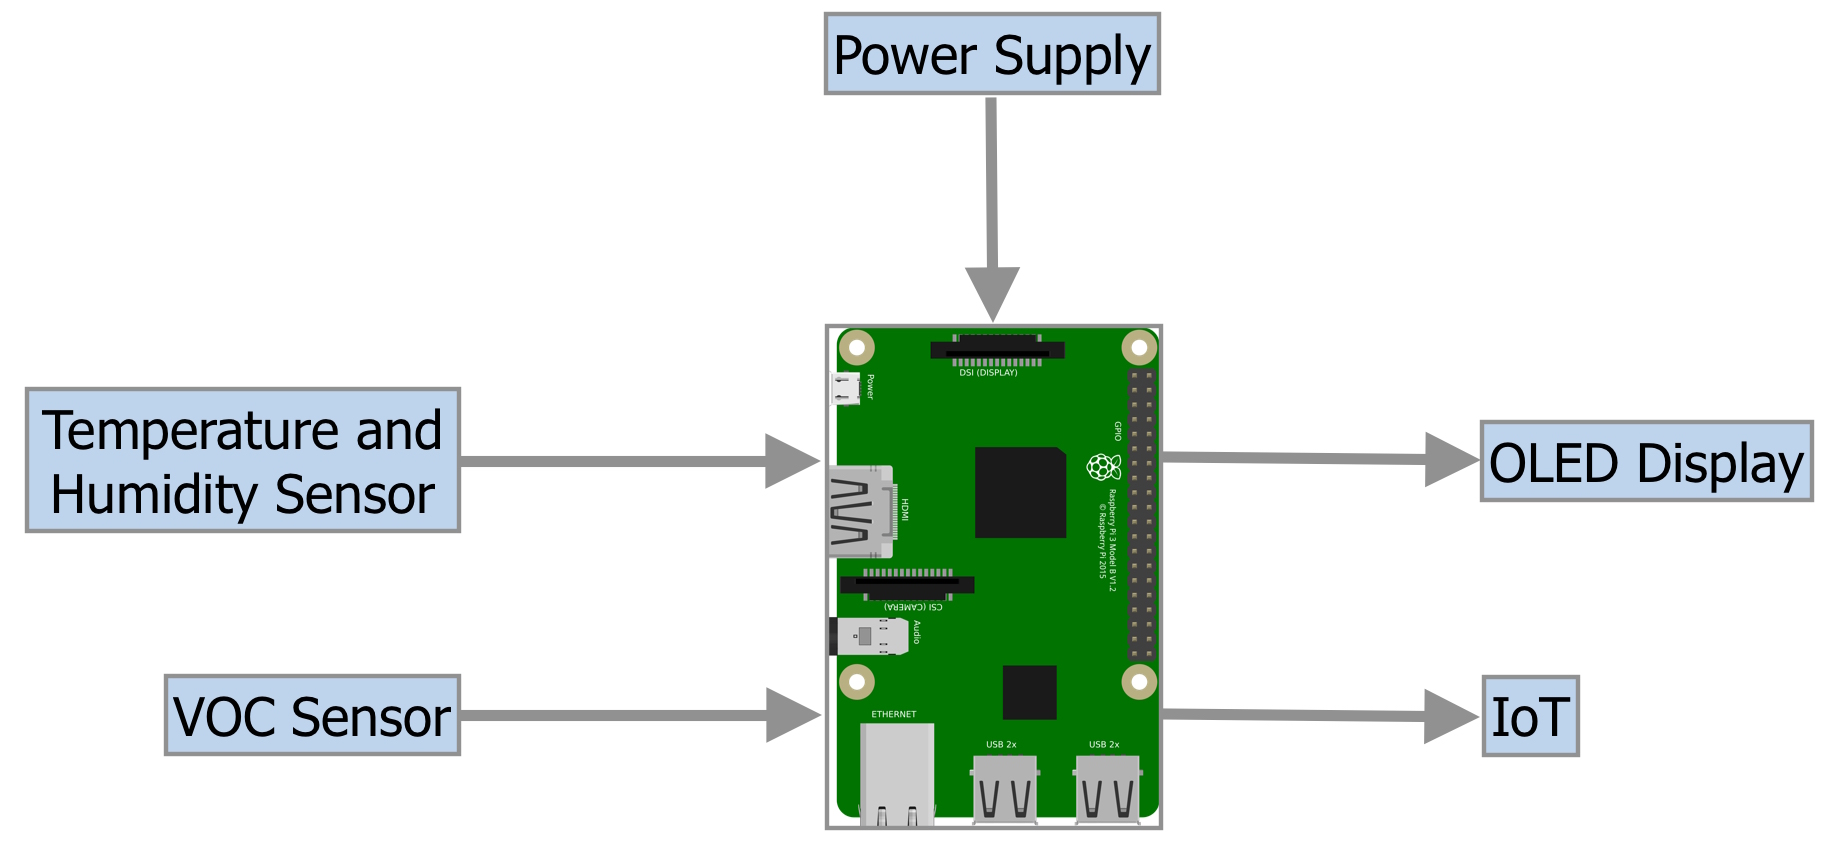 Power Supply
DSI (DISPLAY)
Power
GPIO
Temperature and
Humidity Sensor
HDMI
Raspberry Pi 3 Model B V1.2
© Raspberry Pi 2015
OLED Display
CSI (CAMERA)
Audio
VOC Sensor
ETHERNET
USB 2x
USB 2x
IoT